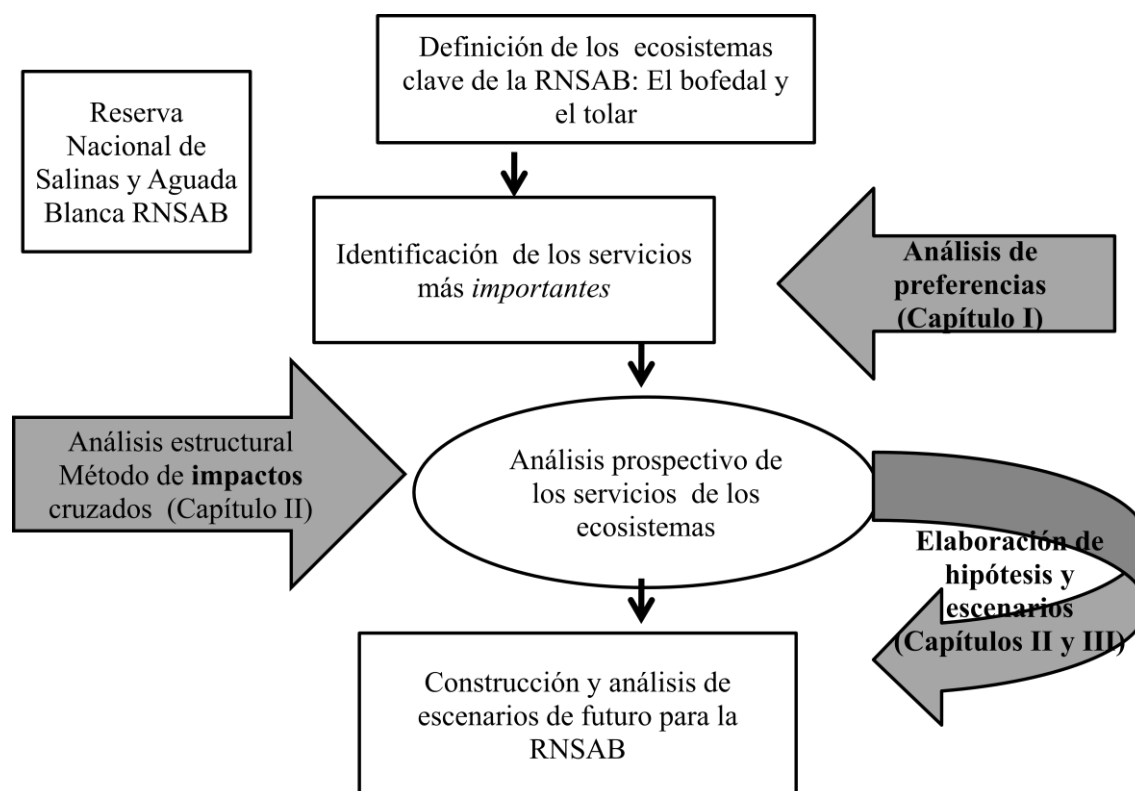 Definición de los ecosistemas
clave de la RNSAB: El bofedal y
el tolar
Reserva
Nacional de
Salinas y Aguada
Blanca RNSAB
Identificación de los servicios
más importantes
Análisis de
preferencias
(Capítulo I)
Análisis estructural
Método de impactos
cruzados (Capítulo II)
Análisis prospectivo de
los servicios de los
ecosistemas
Elaboración de
hipótesis y
escenarios
(Capítulos II y III)
Construcción y análisis de
escenarios de futuro para la
RNSAB